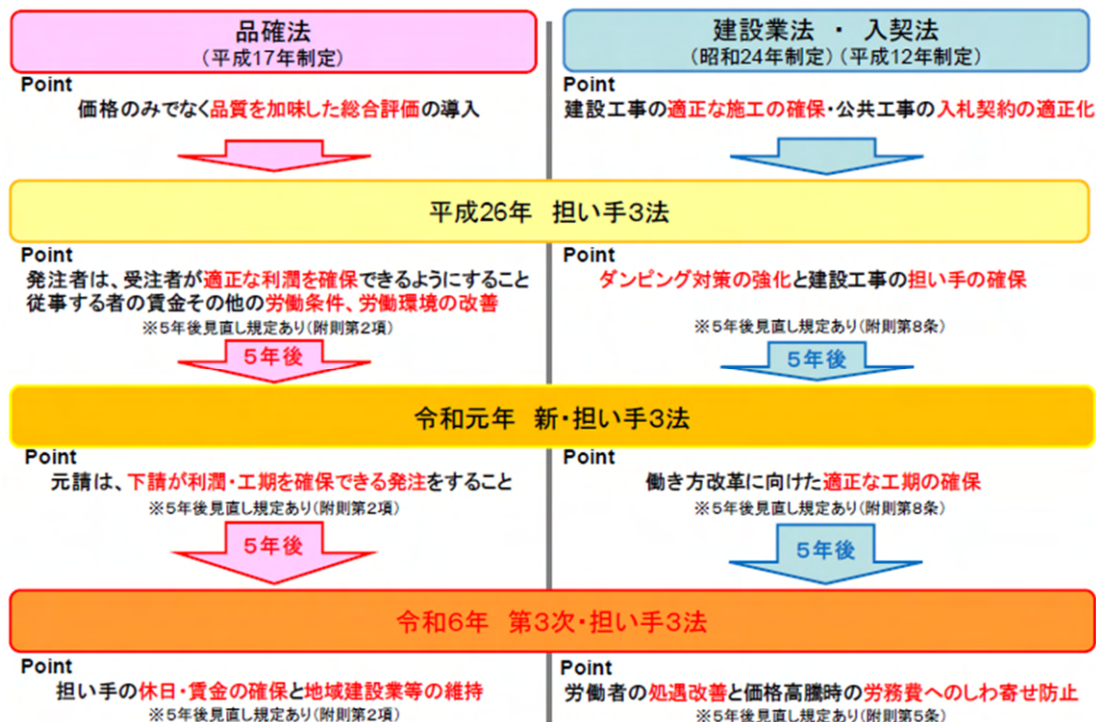 品確法
（平成17年制定）
建設業法 ・ 入契法
（昭和24年制定）（平成12年制定）
Point
価格のみでなく品質を加味した総合評価の導入
Point
建設工事の適正な施工の確保・公共工事の入札契約の適正化
平成26年 担い手3法
Point
発注者は、受注者が適正な利潤を確保できるようにすること
従事する者の賃金その他の労働条件、労働環境の改善
※5年後見直し規定あり（附則第2項）
5年後
Point
ダンピング対策の強化と建設工事の担い手の確保
※5年後見直し規定あり（附則第8条）
5年後
令和元年 新・担い手3法
Point
元請は、下請が利潤・工期を確保できる発注をすること
※5年後見直し規定あり（附則第2項）
5年後
Point
働き方改革に向けた適正な工期の確保
※5年後見直し規定あり（附則第8条）
5年後
令和6年 第3次・担い手3法
Point
担い手の休日・賃金の確保と地域建設業等の維持
※5年後見直し規定あり（附則第2項）
Point
労働者の処遇改善と価格高騰時の労務費へのしわ寄せ防止
※5年後見直し規定あり（附則第5条）